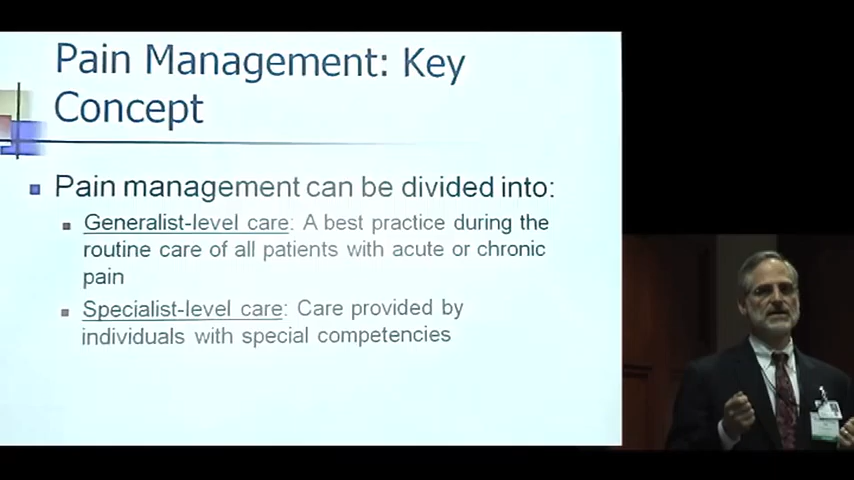 Pain Management: Key
Concept
Pain management can be divided into:
Generalist-level care: A best practice during the
routine care of all patients with acute or chronic
pain
Specialist-level care: Care provided by
individuals with special competencies